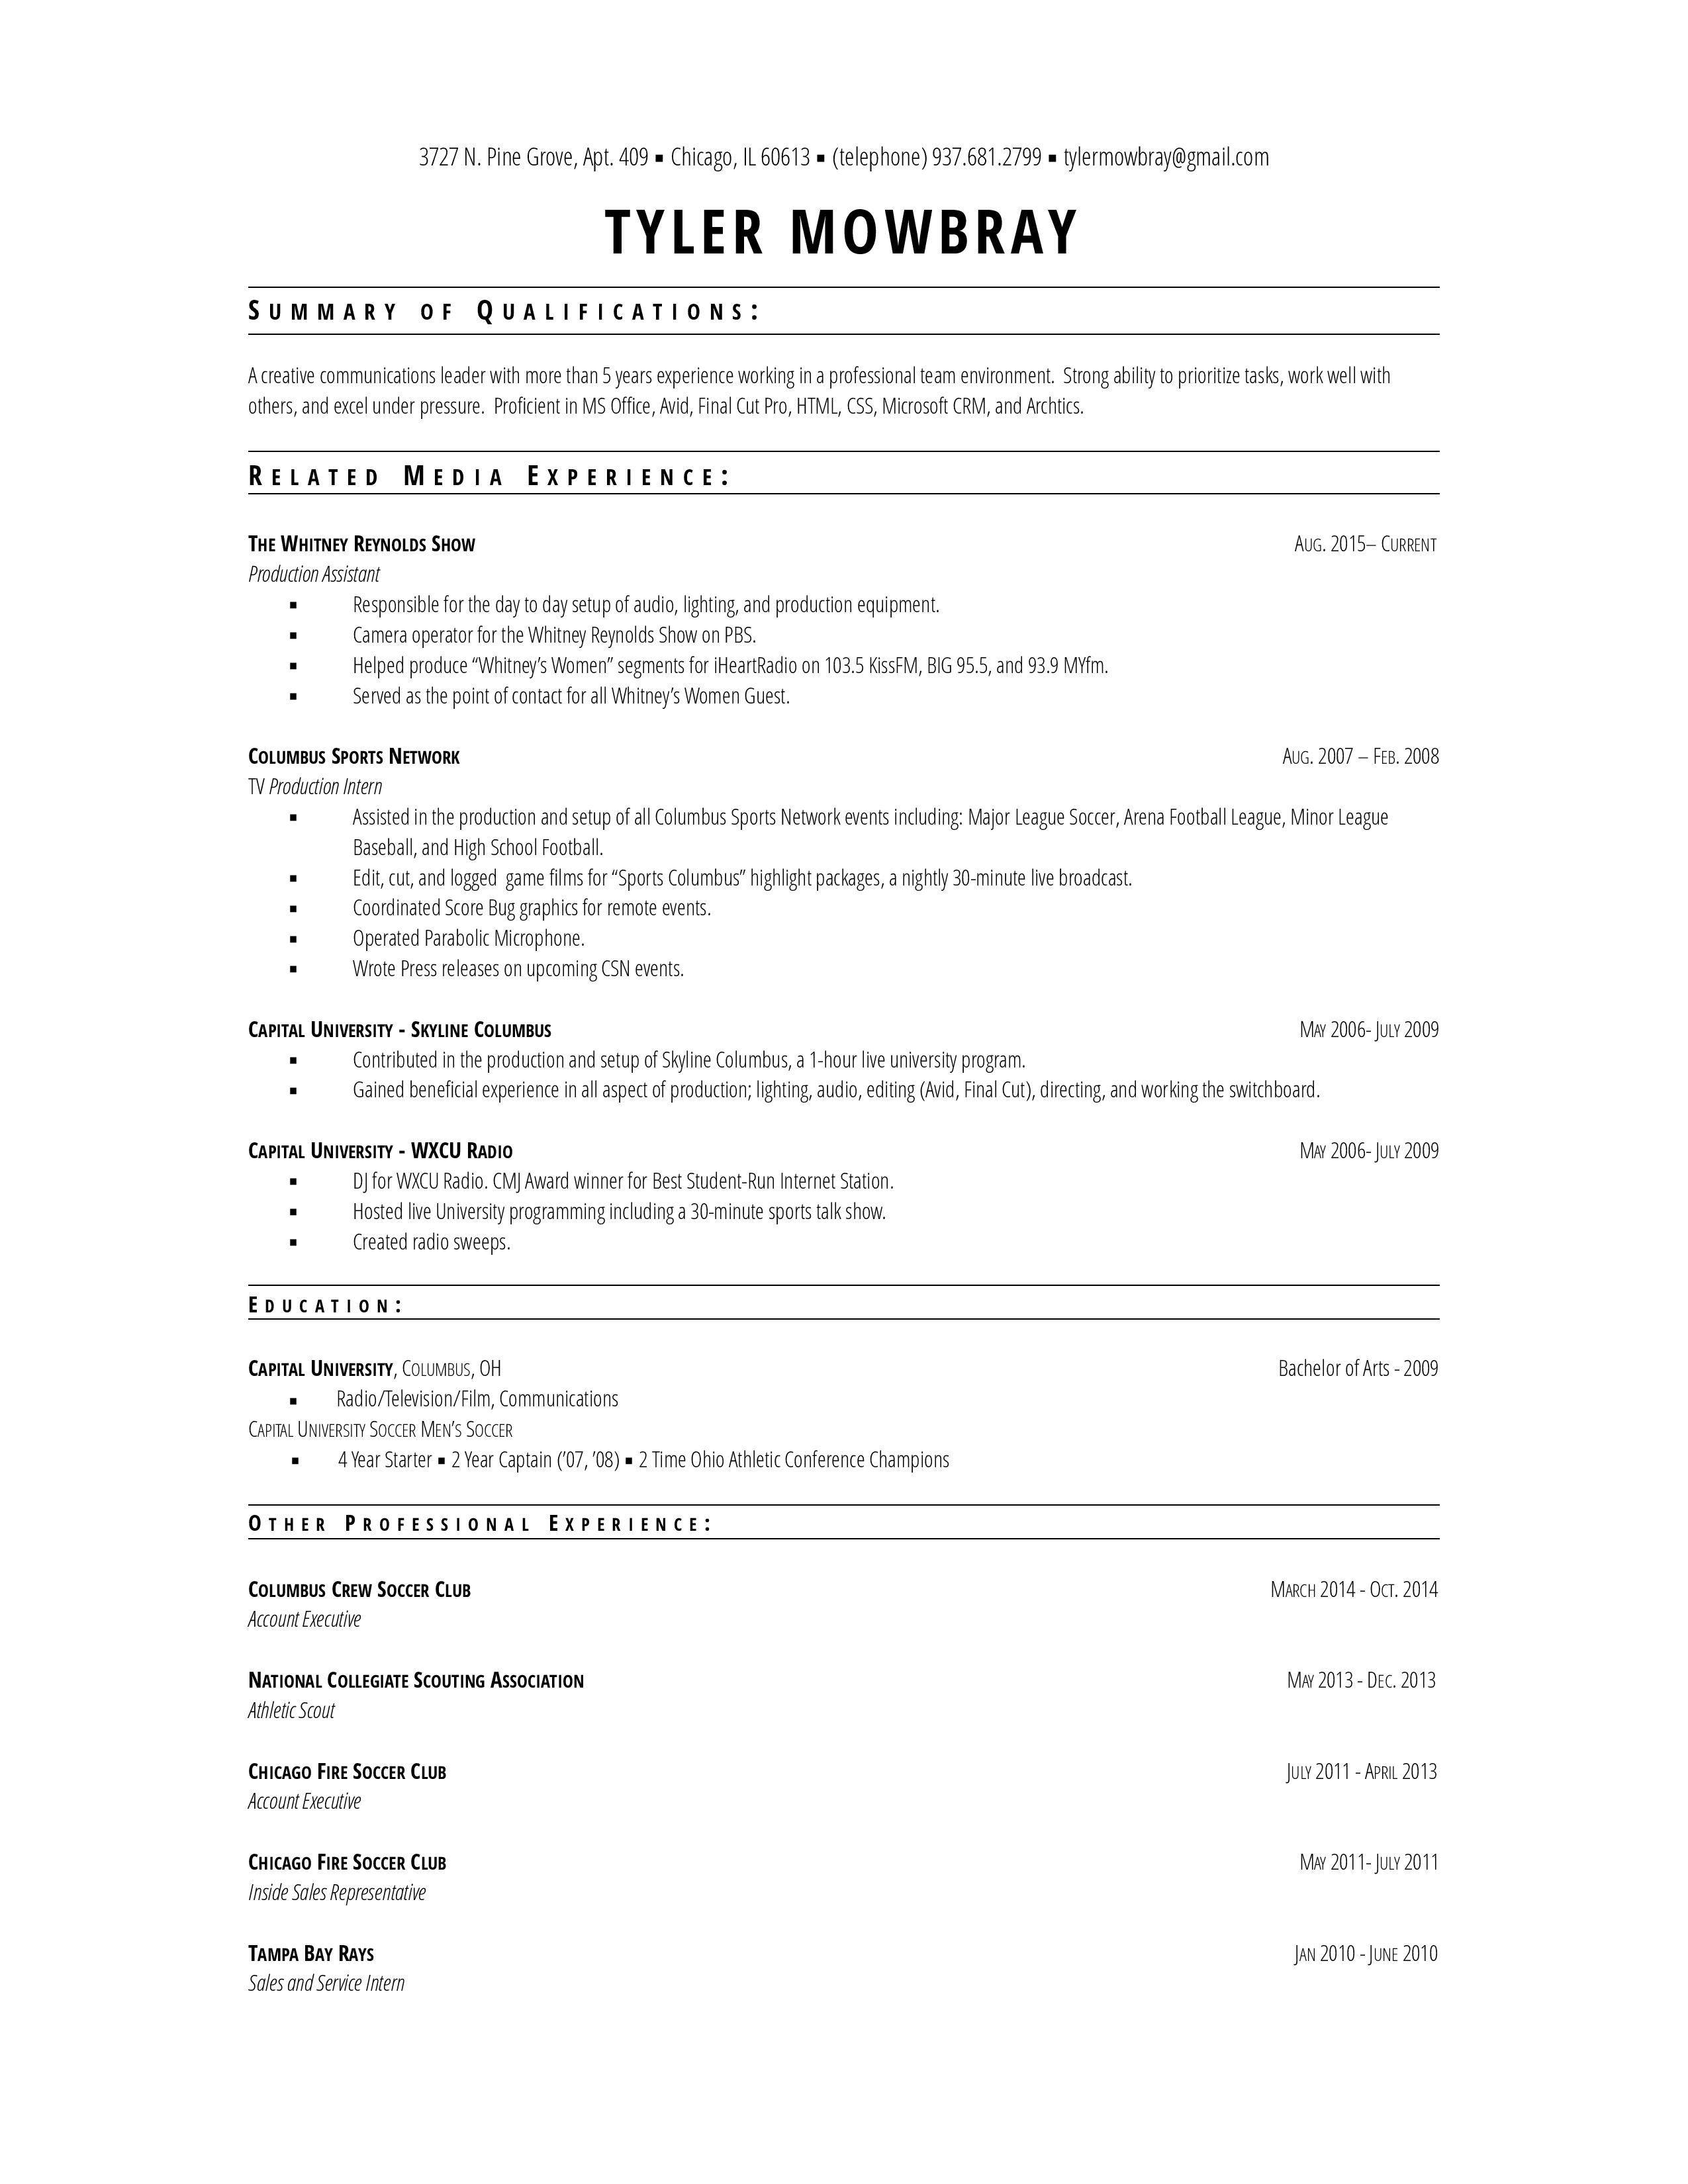 3727 N. Pine Grove, Apt. 409 ▪ Chicago, IL 60613 ▪ (telephone) 937.681.2799 ▪ tylermowbray@gmail.com
TYLER MOWBRAY
Summary of Qualifications:
A creative communications leader with more than 5 years experience working in a professional team environment.  Strong ability to prioritize tasks, work well with
others, and excel under pressure.  Proficient in MS Office, Avid, Final Cut Pro, HTML, CSS, Microsoft CRM, and Archtics.
Related Media Experience:
The Whitney Reynolds Show Aug. 2015– Current
Production Assistant
▪ Responsible for the day to day setup of audio, lighting, and production equipment.
▪ Camera operator for the Whitney Reynolds Show on PBS.
▪ Helped produce “Whitney’s Women” segments for iHeartRadio on 103.5 KissFM, BIG 95.5, and 93.9 MYfm.
▪ Served as the point of contact for all Whitney’s Women Guest.
Columbus Sports Network Aug. 2007 – Feb. 2008
TV Production Intern
▪ Assisted in the production and setup of all Columbus Sports Network events including: Major League Soccer, Arena Football League, Minor League
Baseball, and High School Football.
▪ Edit, cut, and logged  game films for “Sports Columbus” highlight packages, a nightly 30-minute live broadcast.
▪ Coordinated Score Bug graphics for remote events.
▪ Operated Parabolic Microphone.
▪ Wrote Press releases on upcoming CSN events.
Capital University - Skyline Columbus May 2006- July 2009
▪ Contributed in the production and setup of Skyline Columbus, a 1-hour live university program.
▪ Gained beneficial experience in all aspect of production; lighting, audio, editing (Avid, Final Cut), directing, and working the switchboard.
Capital University - WXCU Radio May 2006- July 2009
▪ DJ for WXCU Radio. CMJ Award winner for Best Student-Run Internet Station.
▪ Hosted live University programming including a 30-minute sports talk show.
▪ Created radio sweeps.
Education:
Capital University, Columbus, OH Bachelor of Arts - 2009
▪ Radio/Television/Film, Communications
Capital University Soccer Men’s Soccer
▪ 4 Year Starter ▪ 2 Year Captain (’07, ’08) ▪ 2 Time Ohio Athletic Conference Champions
Other Professional Experience:
Columbus Crew Soccer Club March 2014 - Oct. 2014
Account Executive
National Collegiate Scouting Association May 2013 - Dec. 2013
Athletic Scout
Chicago Fire Soccer Club July 2011 - April 2013
Account Executive
Chicago Fire Soccer Club May 2011- July 2011
Inside Sales Representative
Tampa Bay Rays Jan 2010 - June 2010
Sales and Service Intern